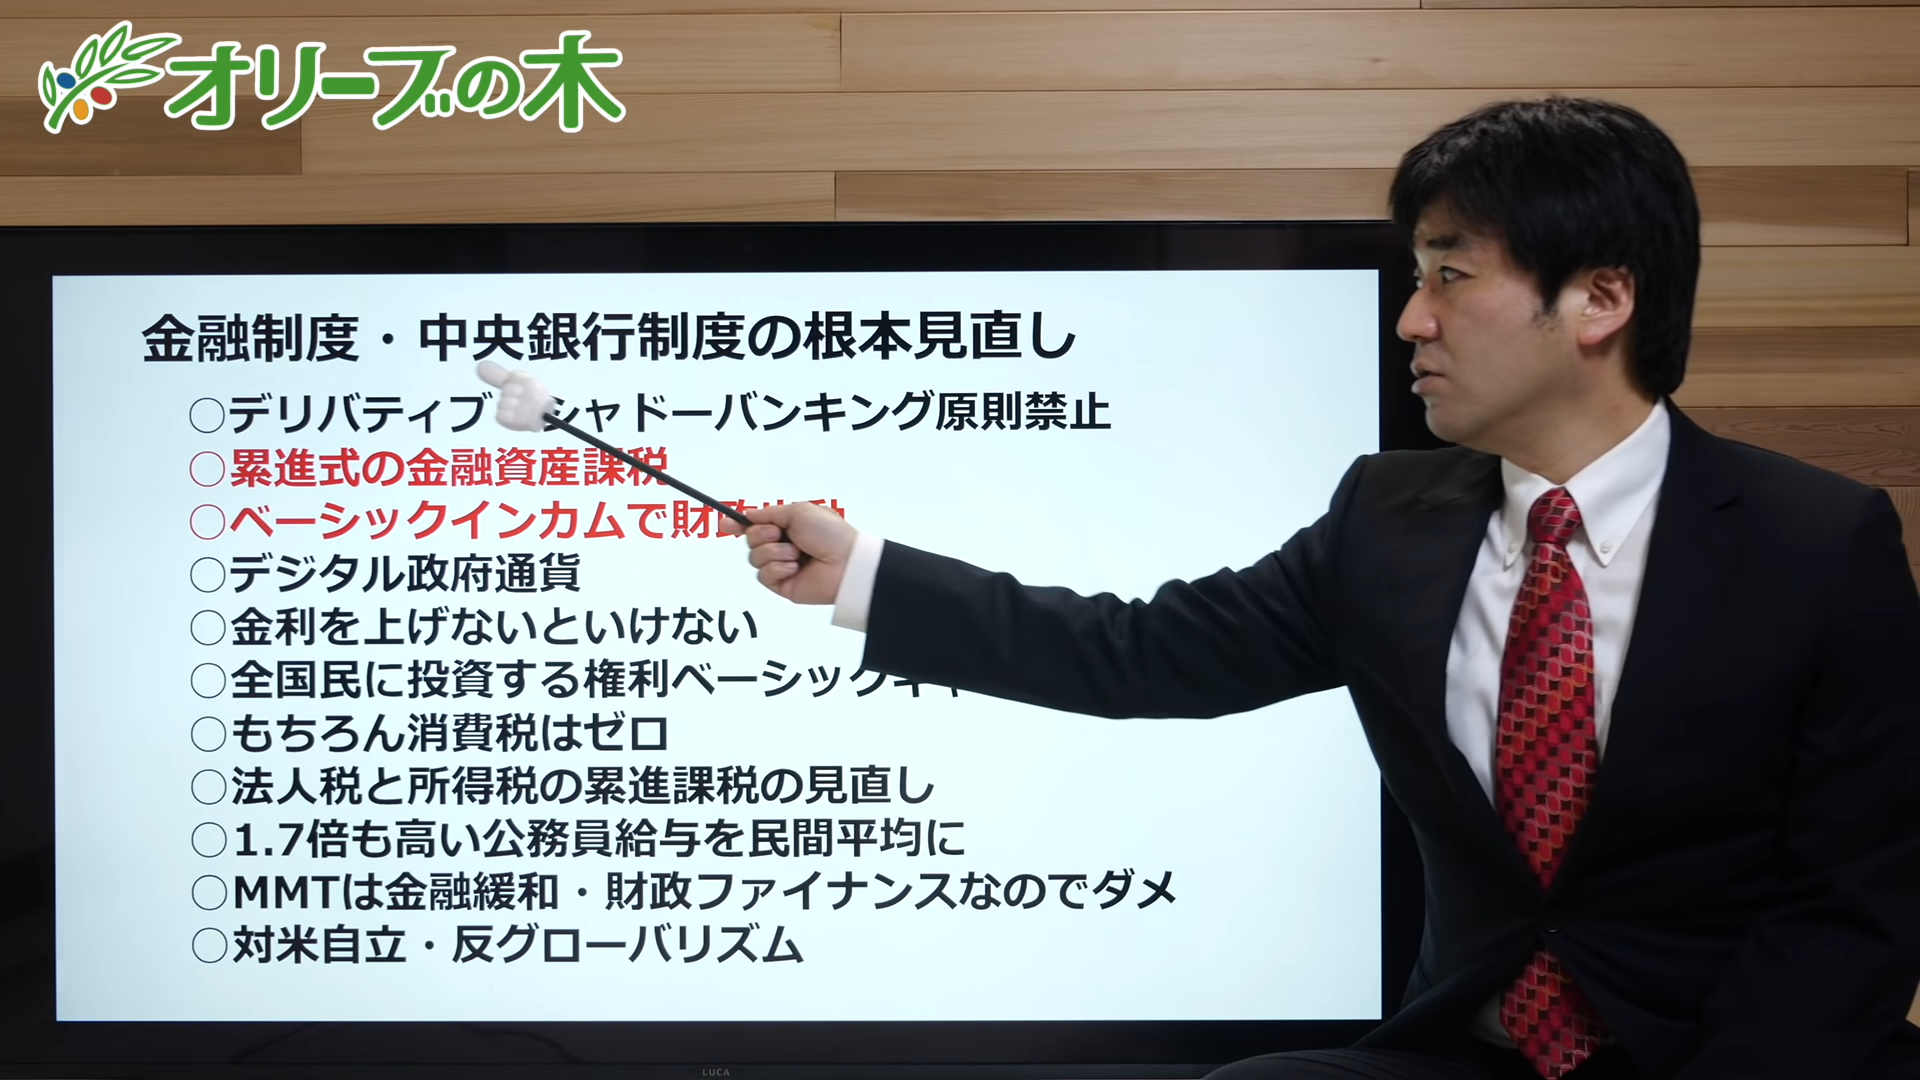 オリーブの木
金融制度・中央銀行制度の根本見直し
○デリバティブ シャドーバンキング原則禁止
○累進式の金融資産課税
○ベーシックインカムで財政出動
○デジタル政府通貨
○金利を上げないといけない
○全国民に投資する権利ベーシックキャ
○もちろん消費税はゼロ
○法人税と所得税の累進課税の見直し
○1.7倍も高い公務員給与を民間平均に
○MMTは金融緩和・財政ファイナンスなのでダメ
○対米自立・反グローバリズム
LUCA